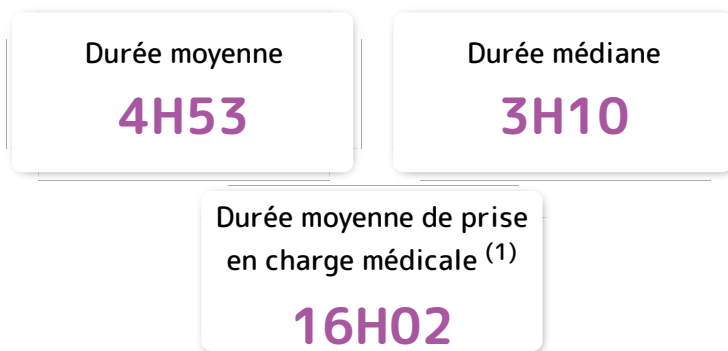 Durée moyenne
4H53
Durée médiane
3H10
Durée moyenne de prise
en charge médicale (1)
16H02